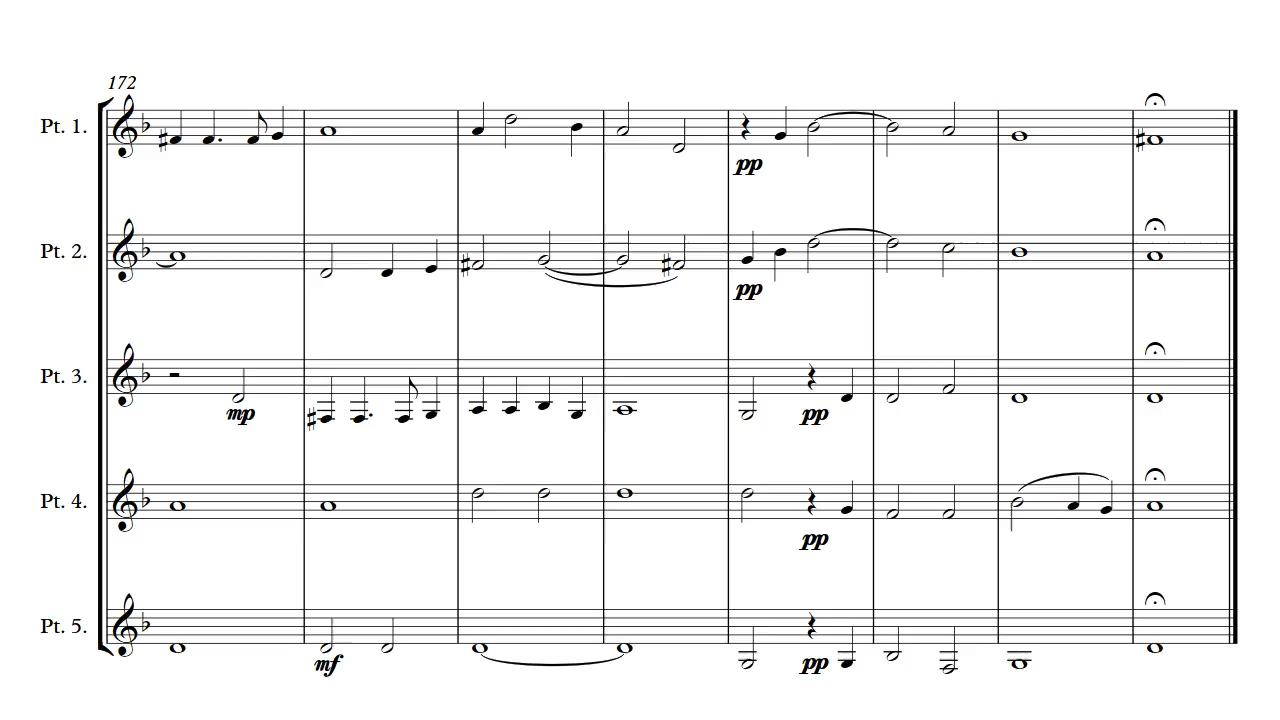 172
Pt. 1.
pp
Pt. 2.
pp
Pt. 3.
mp
pp
Pt. 4.
pp
Pt. 5.
mf
pp